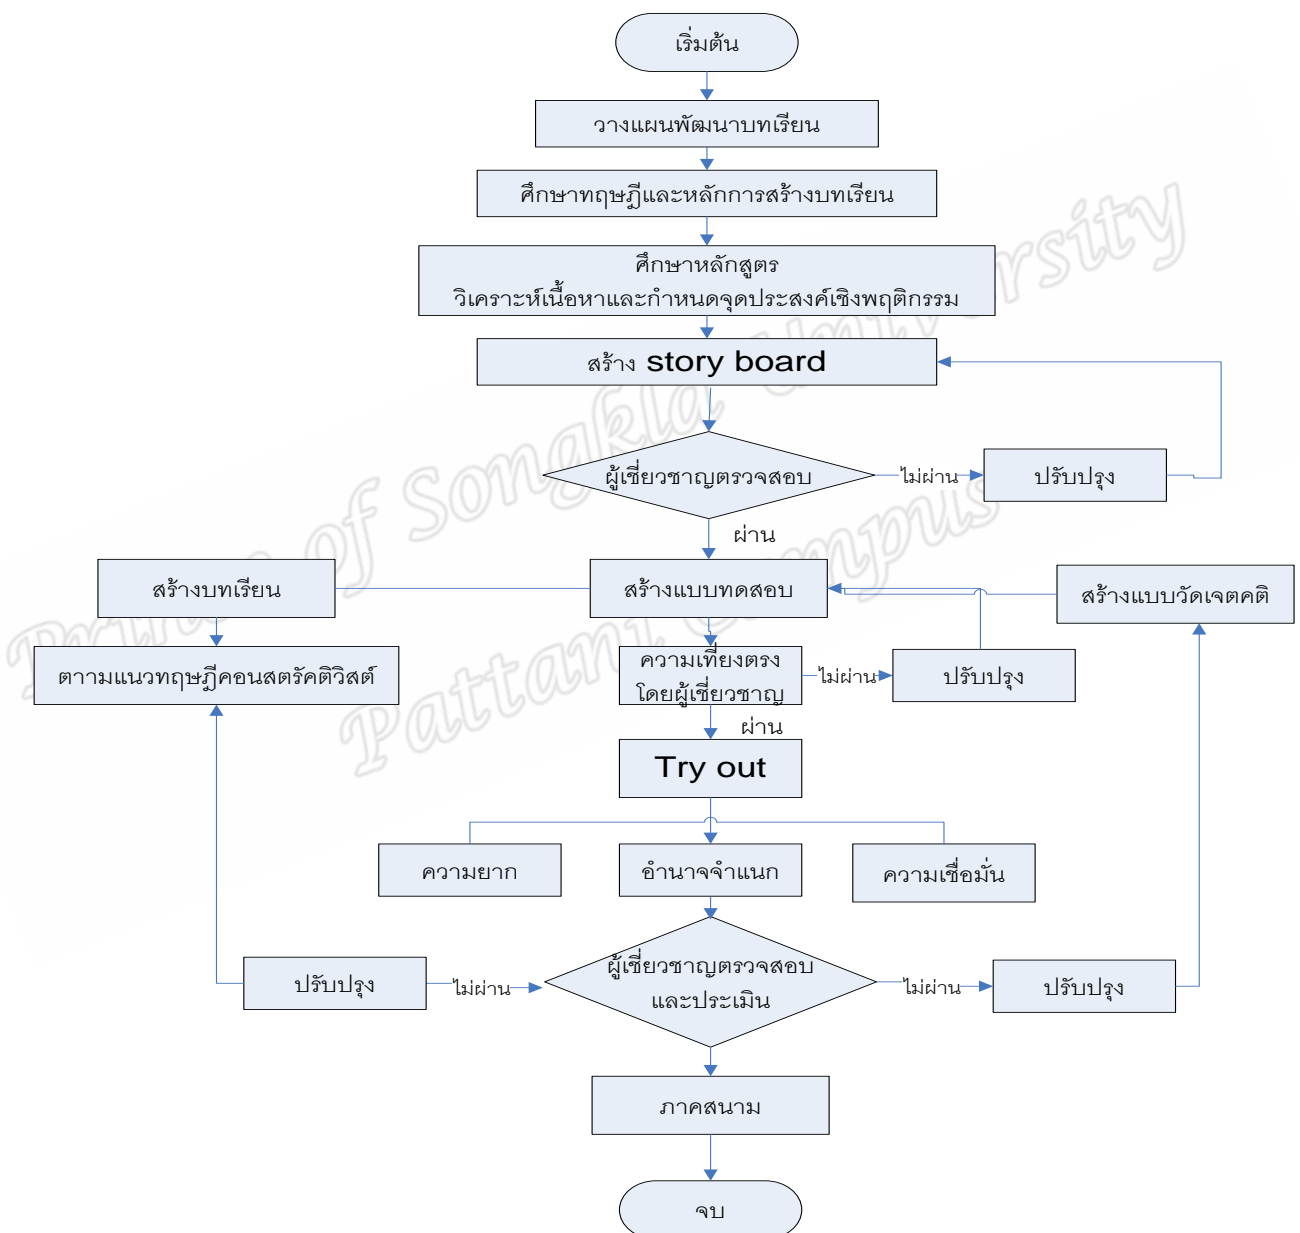 เริ่มต้น
วางแผนพัฒนาบทเรียน
ศึกษาทฤษฎีและหลักการสร้างบทเรียน
ศึกษาหลักสูตร
วิเคราะห์เนื้อหาและกำหนดจุดประสงค์เชิงพฤติกรรม
สร้าง story board
ผู้เชี่ยวชาญตรวจสอบ
ไม่ผ่าน
ปรับปรุง
ผ่าน
สร้างบทเรียน
สร้างแบบทดสอบ
สร้างแบบวัดเจตคติ
ตาามแนวทฤษฎีคอนสตรัคติวิสต์
ความเที่ยงตรง
โดยผู้เชี่ยวชาญ
ไม่ผ่าน
ปรับปรุง
ผ่าน
Try out
ความยาก
อำนาจจำแนก
ความเชื่อมั่น
ปรับปรุง
ไม่ผ่าน
ผู้เชี่ยวชาญตรวจสอบ
และประเมิน
ไม่ผ่าน
ปรับปรุง
ภาคสนาม
จบ
Prince of Songkla University
Pattani Campus